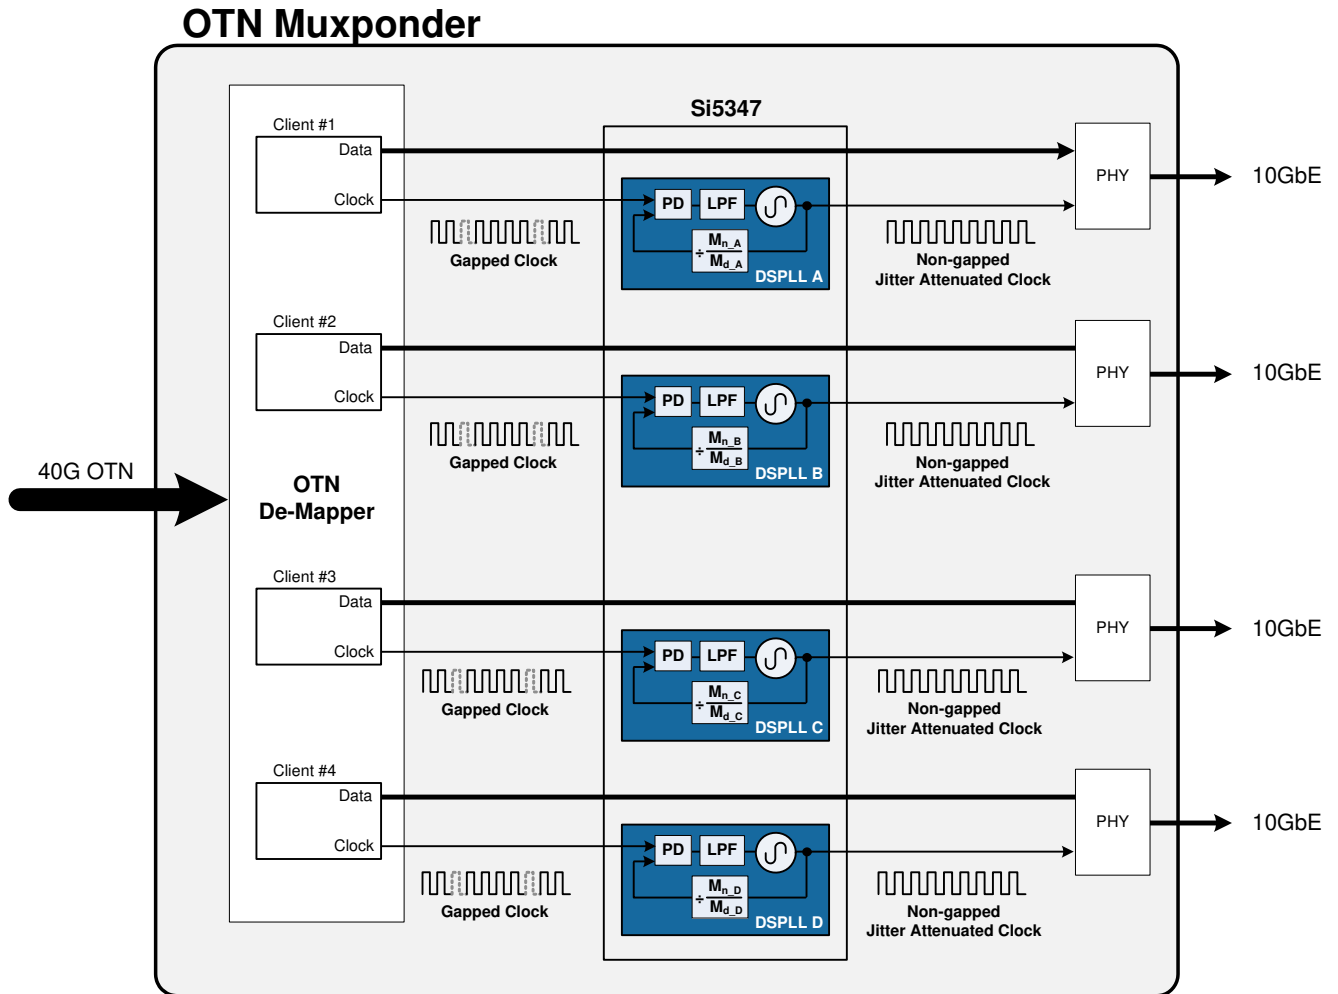 OTN Muxponder
Si5347
Client #1
Data
Clock
Gapped Clock
PD
LPF
÷ Mn_A
Md_A
DSPLL A
Non-gapped
Jitter Attenuated Clock
PHY
10GbE
Client #2
Data
Clock
Gapped Clock
PD
LPF
÷ Mn_B
Md_B
DSPLL B
Non-gapped
Jitter Attenuated Clock
PHY
10GbE
40G OTN
OTN
De-Mapper
Client #3
Data
Clock
Gapped Clock
PD
LPF
÷ Mn_C
Md_C
DSPLL C
Non-gapped
Jitter Attenuated Clock
PHY
10GbE
Client #4
Data
Clock
Gapped Clock
PD
LPF
÷ Mn_D
Md_D
DSPLL D
Non-gapped
Jitter Attenuated Clock
PHY
10GbE